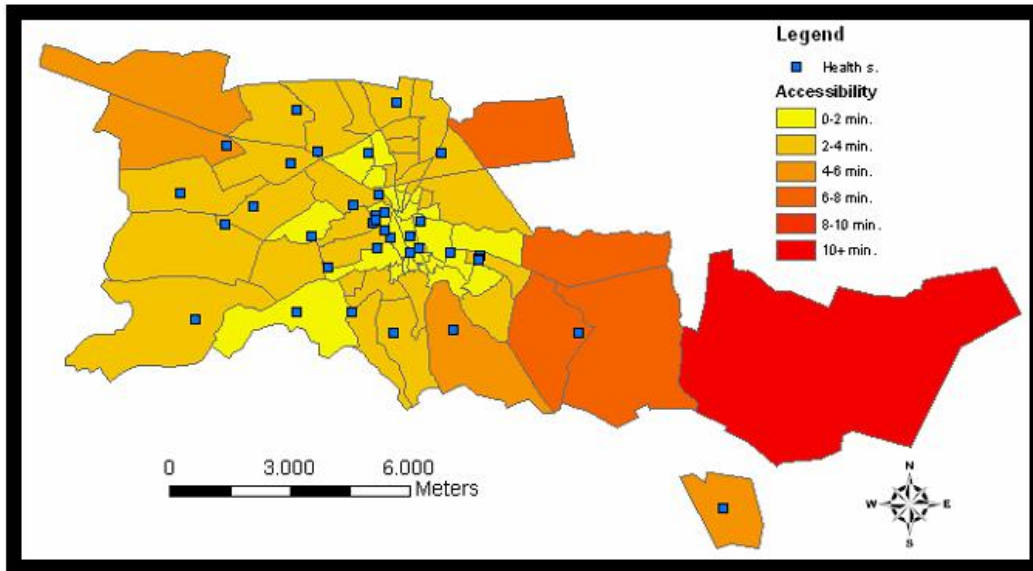 Legend
Health s.
Accessibility
0-2 min.
2-4 min.
4-6 min.
6-8 min.
8-10 min.
10+ min.
0 3.000 6.000
Meters
N
W E
S